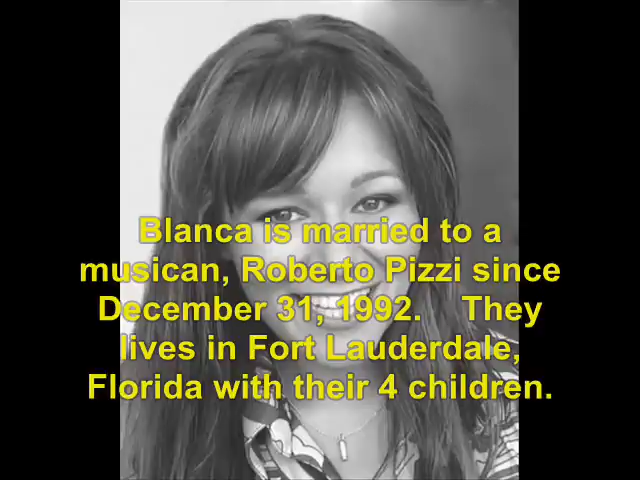 Blanca is married to a
musican, Roberto Pizzi since
December 31, 1992.    They
lives in Fort Lauderdale,
Florida with their 4 children.